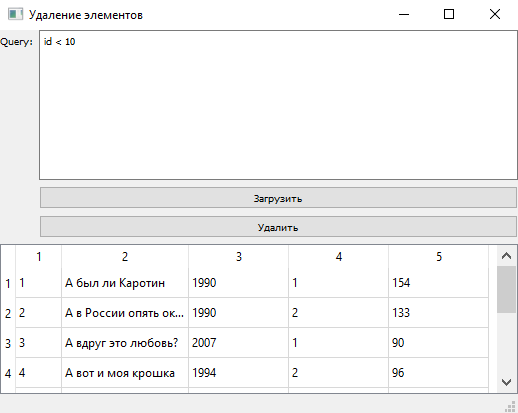 Удаление элементов
Query: id < 10
Загрузить
Удалить
1 2 3 4 5
1 1 А был ли Каротин 1990 1 154
2 2 А в России опять ок... 1990 2 133
3 3 А вдруг это любовь? 2007 1 90
4 4 А вот и моя крошка 1994 2 96